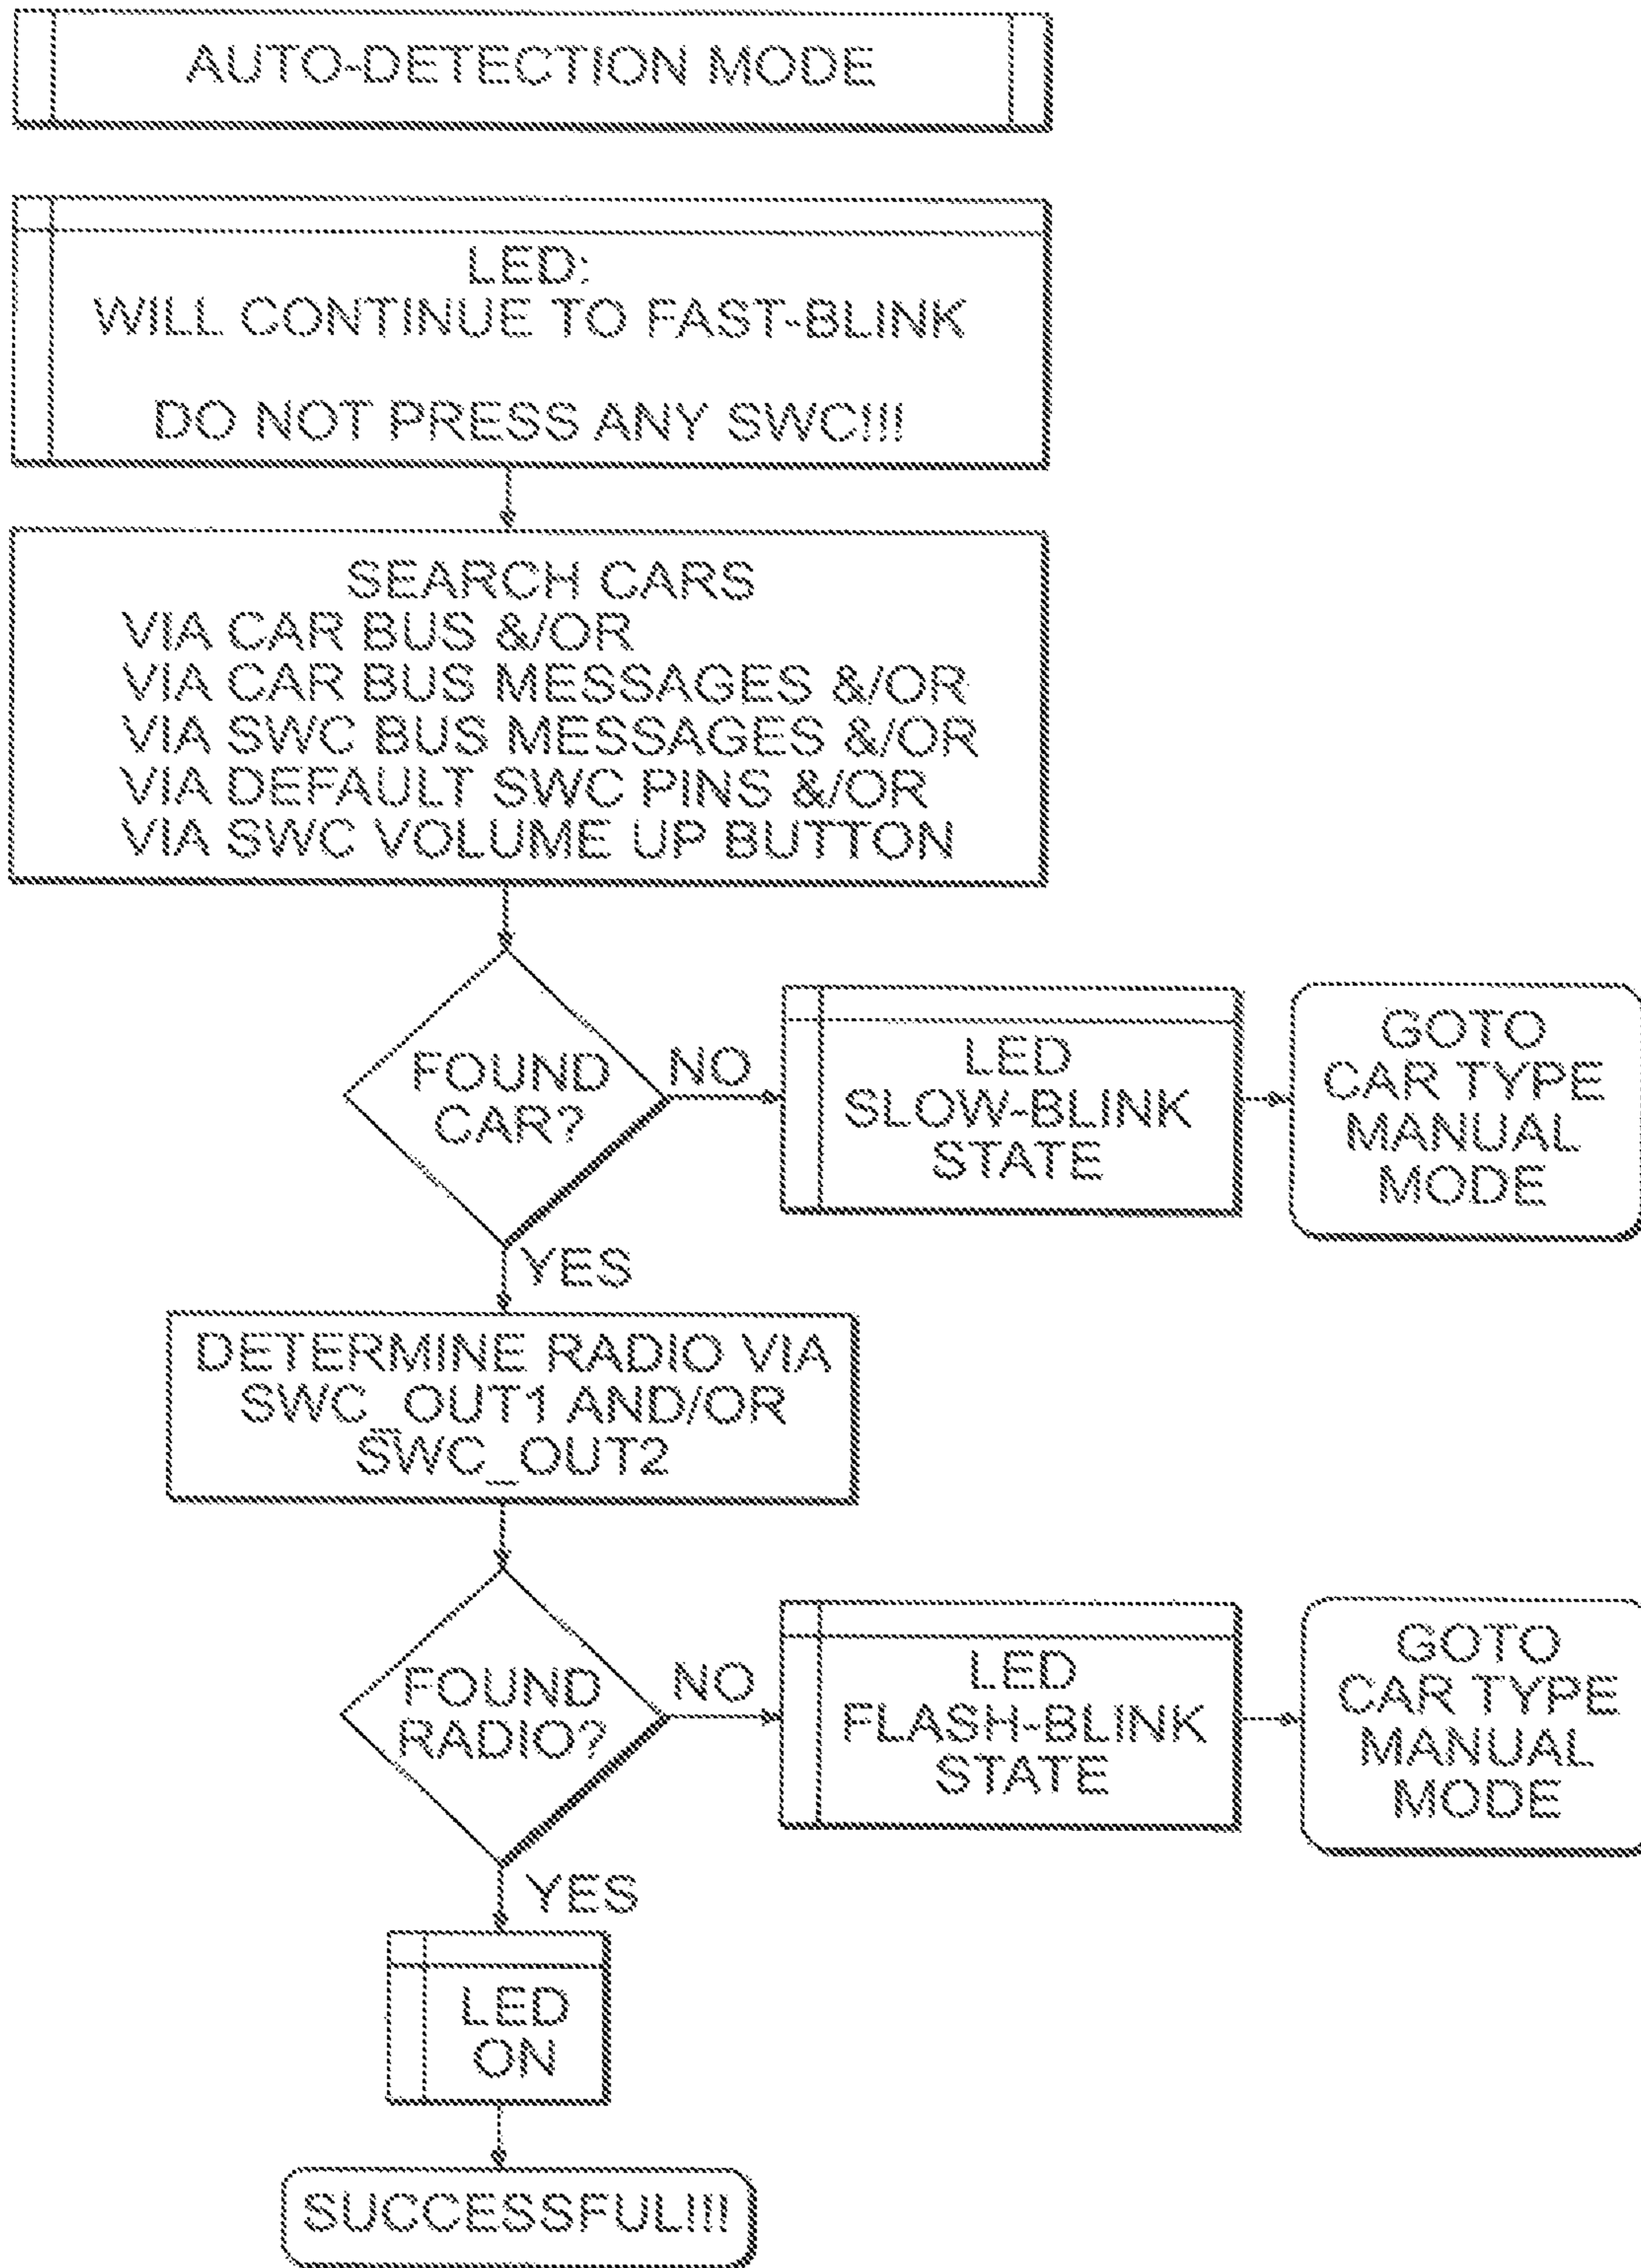 AUTO-DETECTION MODE
LED:
WILL CONTINUE TO FAST-BLINK
DO NOT PRESS ANY SWC!!!
SEARCH CARS
VIA CAR BUS &/OR
VIA CAR BUS MESSAGES &/OR
VIA SWC BUS MESSAGES &/OR
VIA DEFAULT SWC PINS &/OR
VIA SWC VOLUME UP BUTTON
FOUND
CAR?
NO
LED
SLOW-BLINK
STATE
GOTO
CAR TYPE
MANUAL
MODE
YES
DETERMINE RADIO VIA
SWC_OUT1 AND/OR
SWC_OUT2
FOUND
RADIO?
NO
LED
FLASH-BLINK
STATE
GOTO
CAR TYPE
MANUAL
MODE
YES
LED
ON
SUCCESSFUL!!!